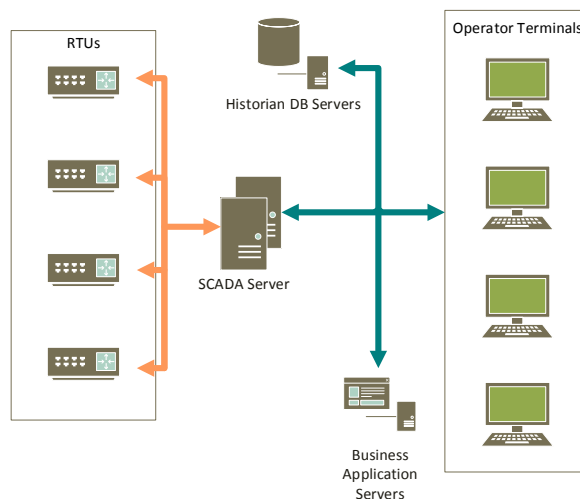 RTUs
Operator Terminals
Historian DB Servers
SCADA Server
Business
Application
Servers